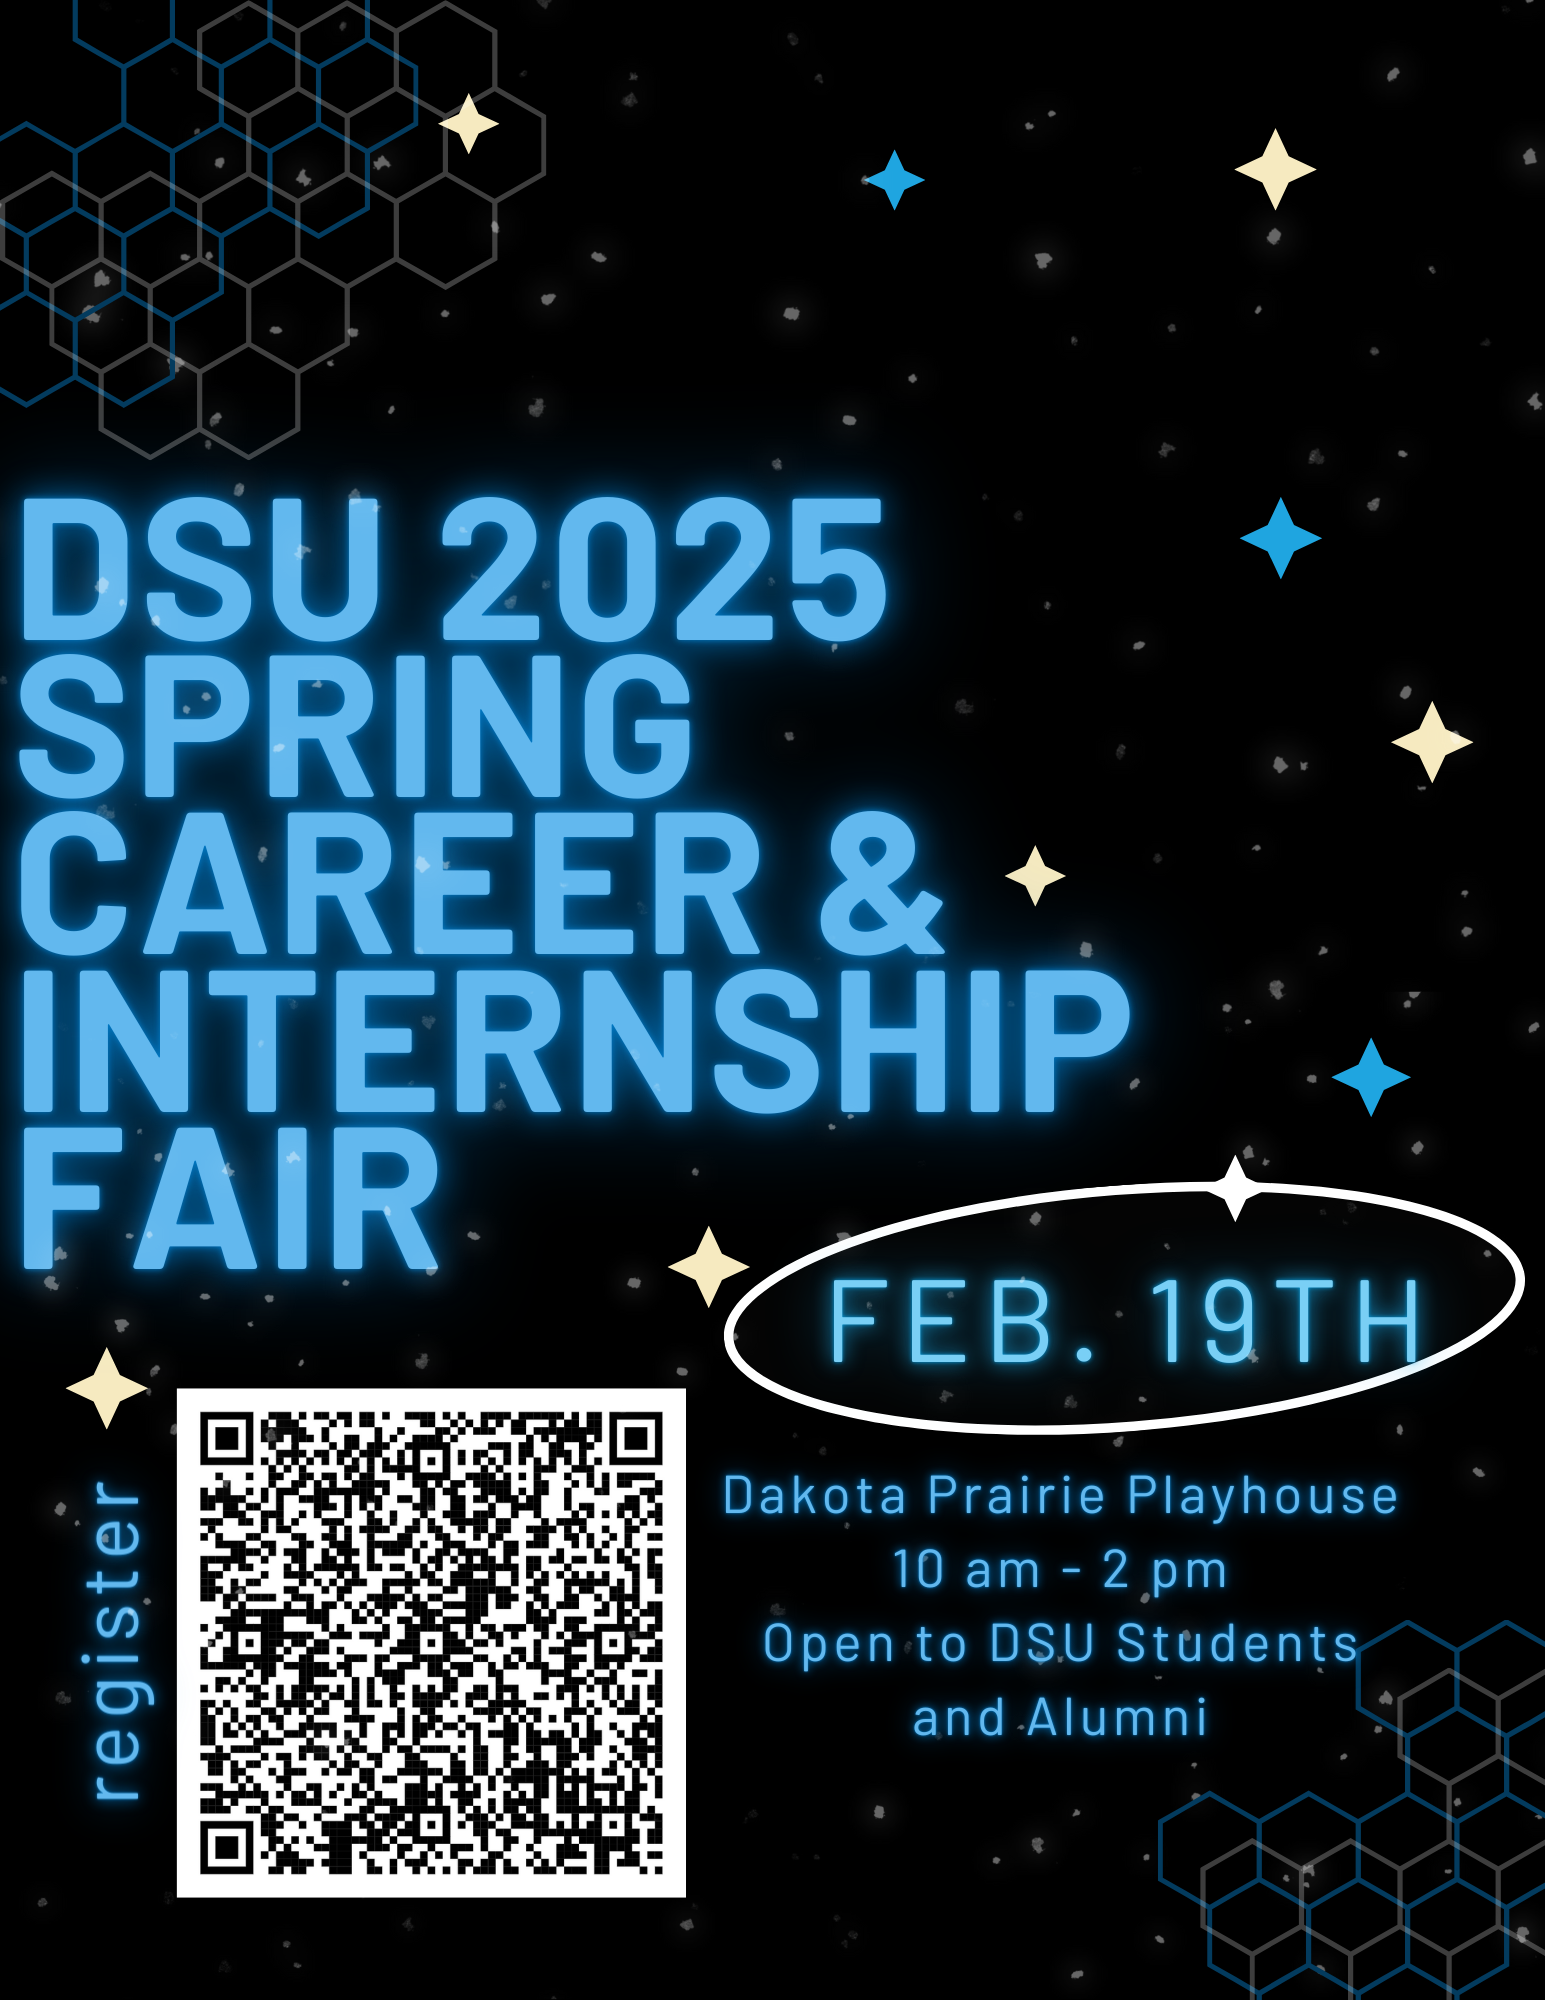 DSU 2025
SPRING
CAREER &
INTERNSHIP
FAIR
FEB. 19TH
register
Dakota Prairie Playhouse
10 am - 2 pm
Open to DSU Students
and Alumni